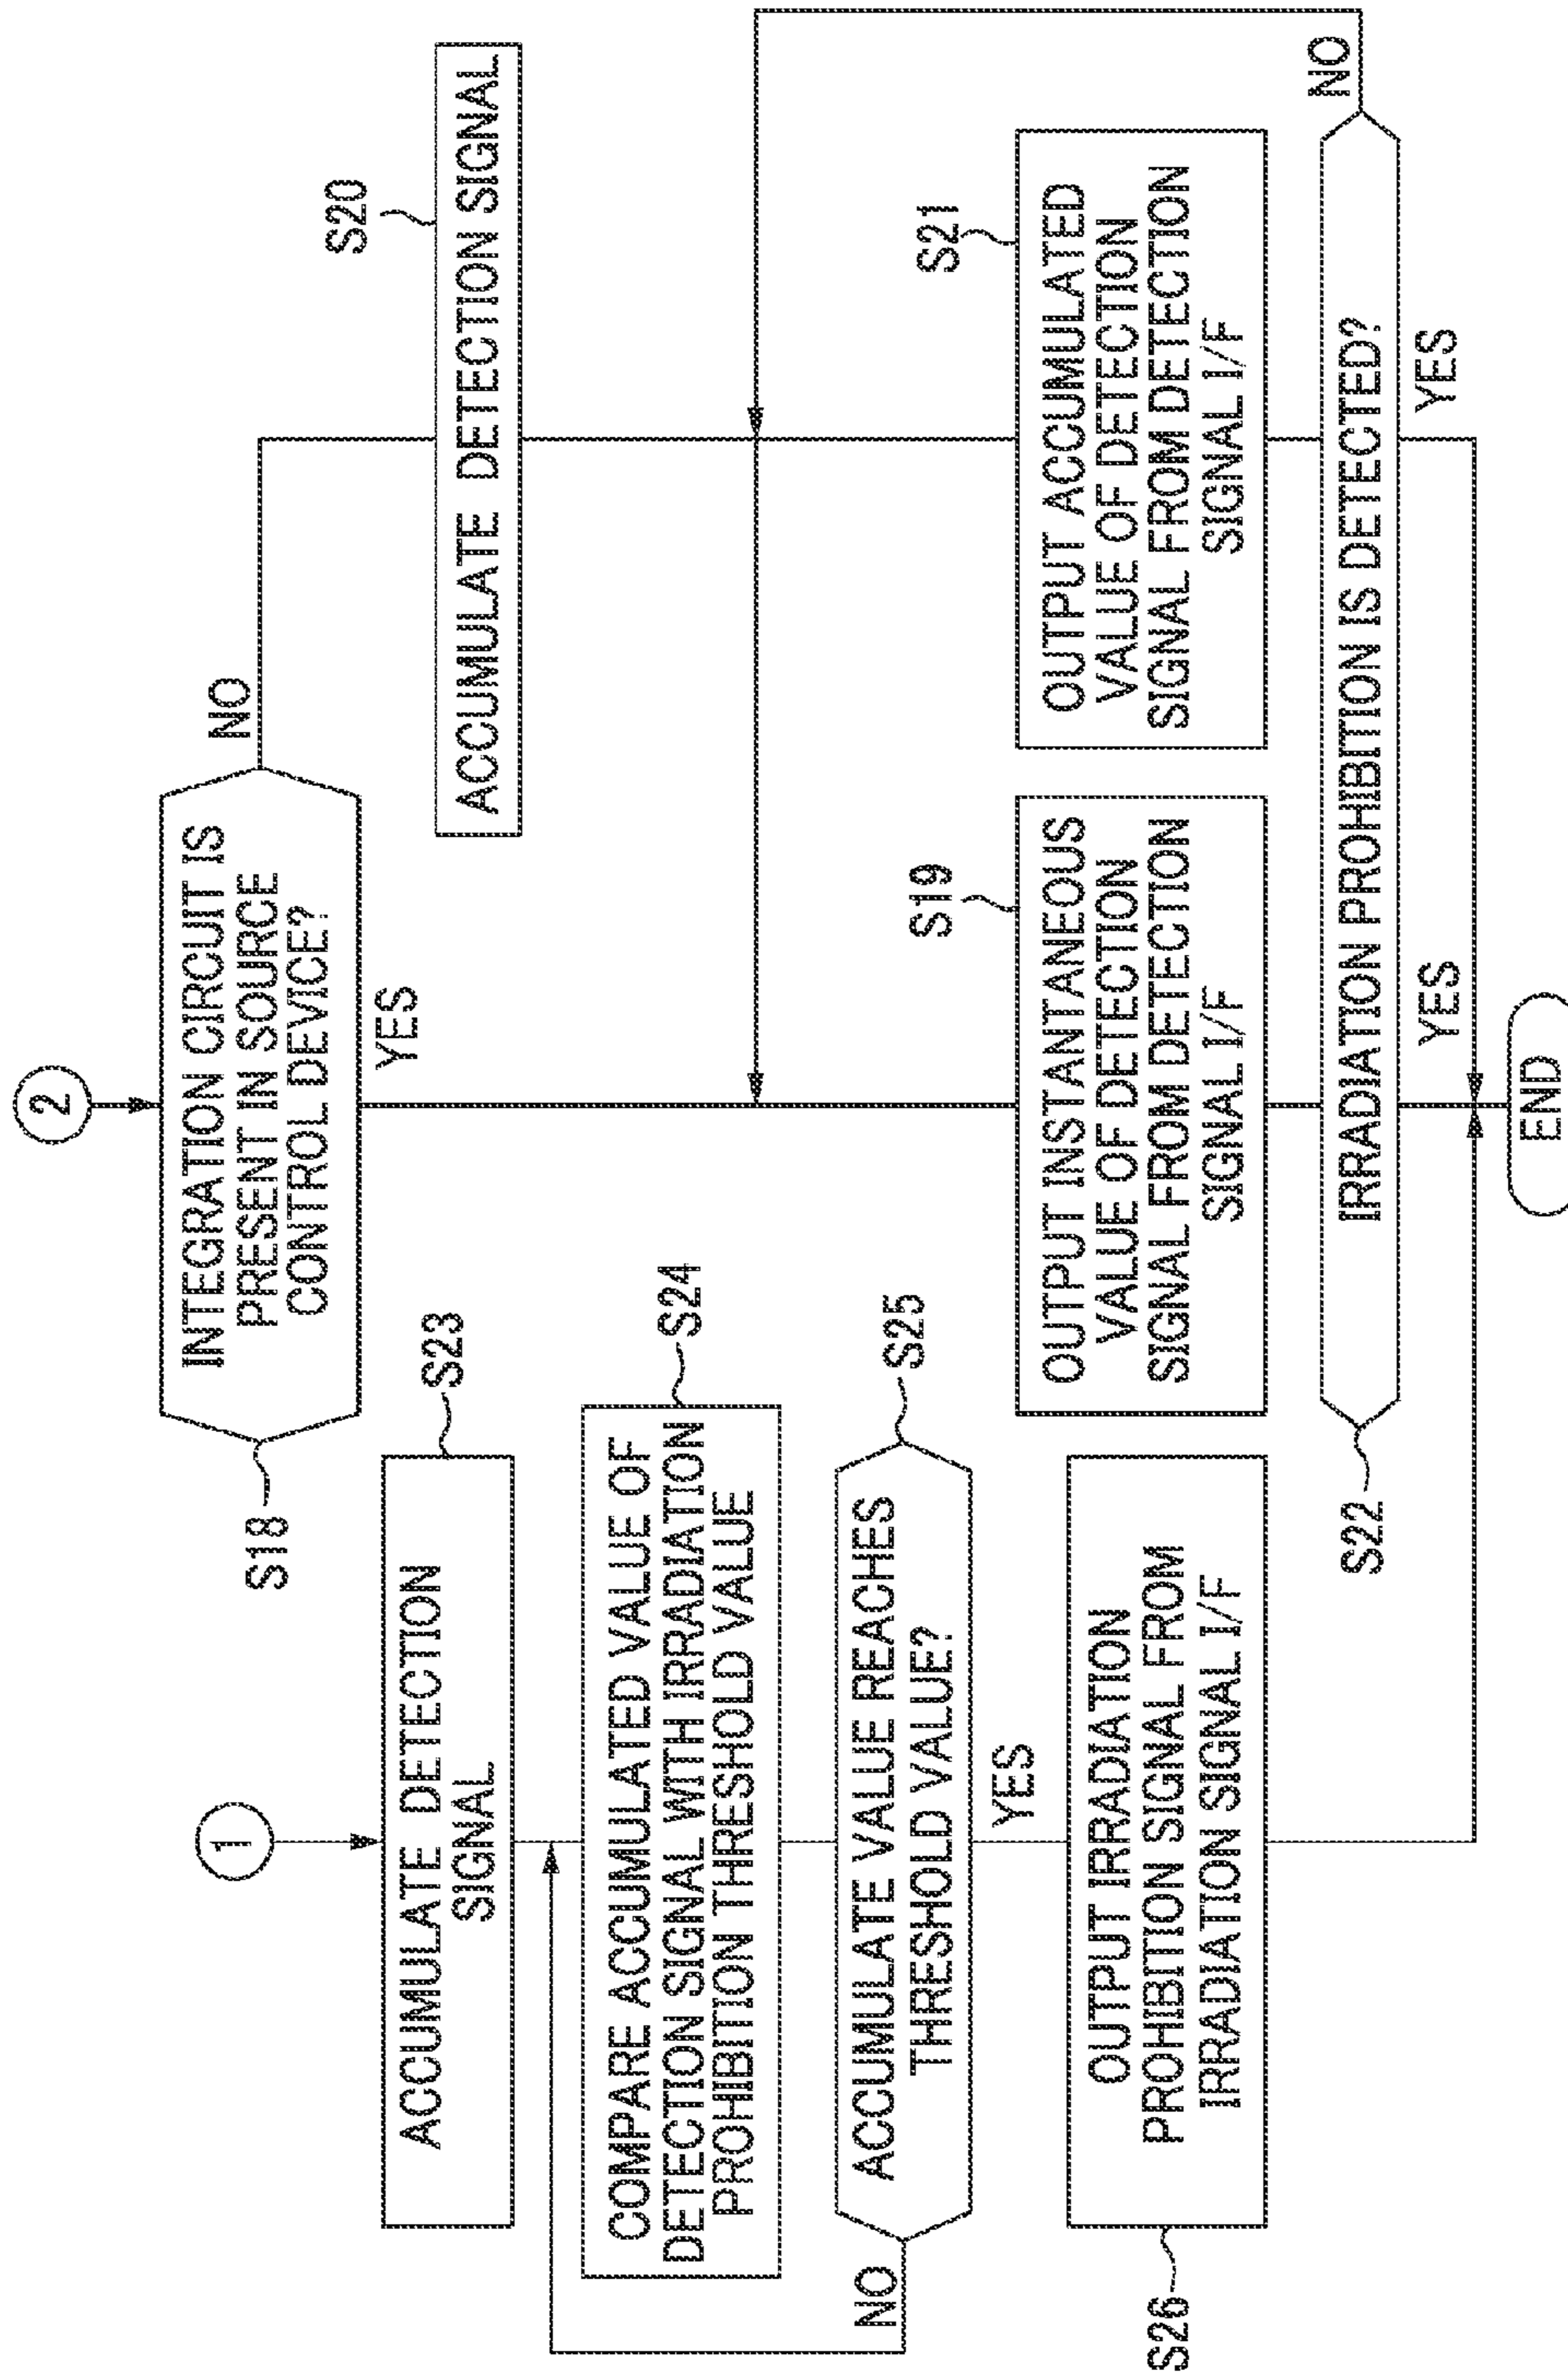 1
ACCUMULATE DETECTION
SIGNAL
S23
COMPARE ACCUMULATED VALUE OF
DETECTION SIGNAL WITH IRRADIATION
PROHIBITION THRESHOLD VALUE
S24
ACCUMULATE VALUE REACHES
THRESHOLD VALUE?
S25
NO
YES
OUTPUT IRRADIATION
PROHIBITION SIGNAL FROM
IRRADIATION SIGNAL I/F
S26
2
INTEGRATION CIRCUIT IS
PRESENT IN SOURCE
CONTROL DEVICE?
S18
NO
YES
S20
ACCUMULATE DETECTION SIGNAL
S19
OUTPUT INSTANTANEOUS
VALUE OF DETECTION
SIGNAL FROM DETECTION
SIGNAL I/F
S21
OUTPUT ACCUMULATED
VALUE OF DETECTION
SIGNAL FROM DETECTION
SIGNAL I/F
S22
IRRADIATION PROHIBITION IS DETECTED?
NO
YES
YES
END